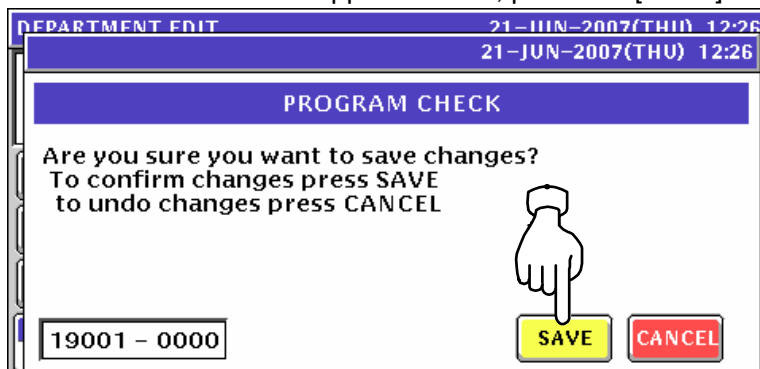 DEPARTMENT EDIT 21-JUN-2007(THU) 12:26
21-JUN-2007(THU) 12:26
PROGRAM CHECK
Are you sure you want to save changes?
To confirm changes press SAVE
to undo changes press CANCEL
19001 - 0000
SAVE
CANCEL